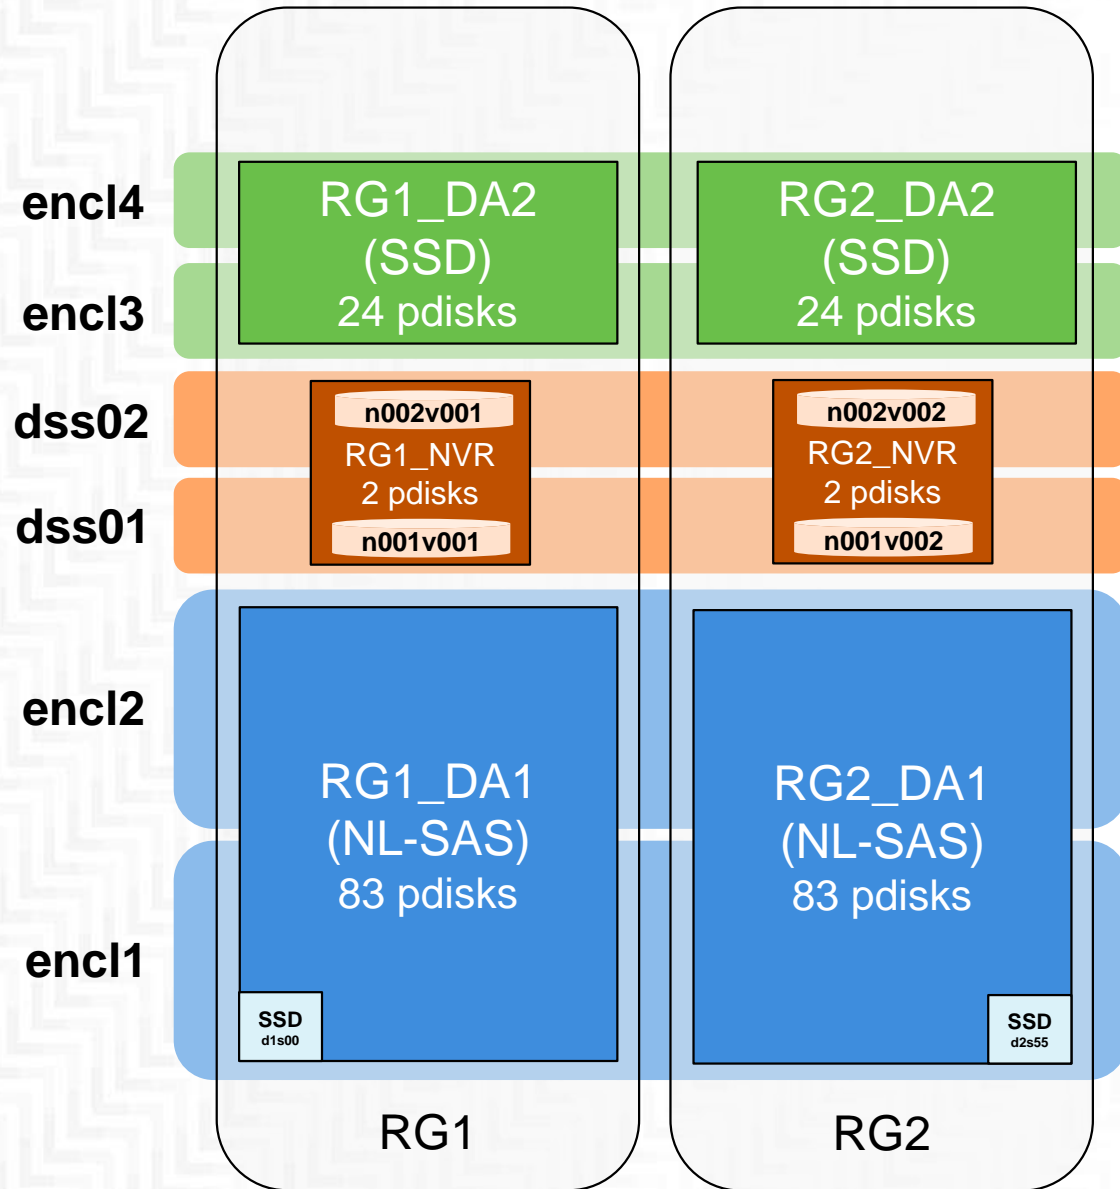 encl4
RG1_DA2
(SSD)
24 pdisks
RG2_DA2
(SSD)
24 pdisks
encl3
dss02
n002v001
RG1_NVR
2 pdisks
n001v001
n002v002
RG2_NVR
2 pdisks
n001v002
dss01
encl2
RG1_DA1
(NL-SAS)
83 pdisks
RG2_DA1
(NL-SAS)
83 pdisks
encl1
SSD
d1s00
SSD
d2s55
RG1
RG2